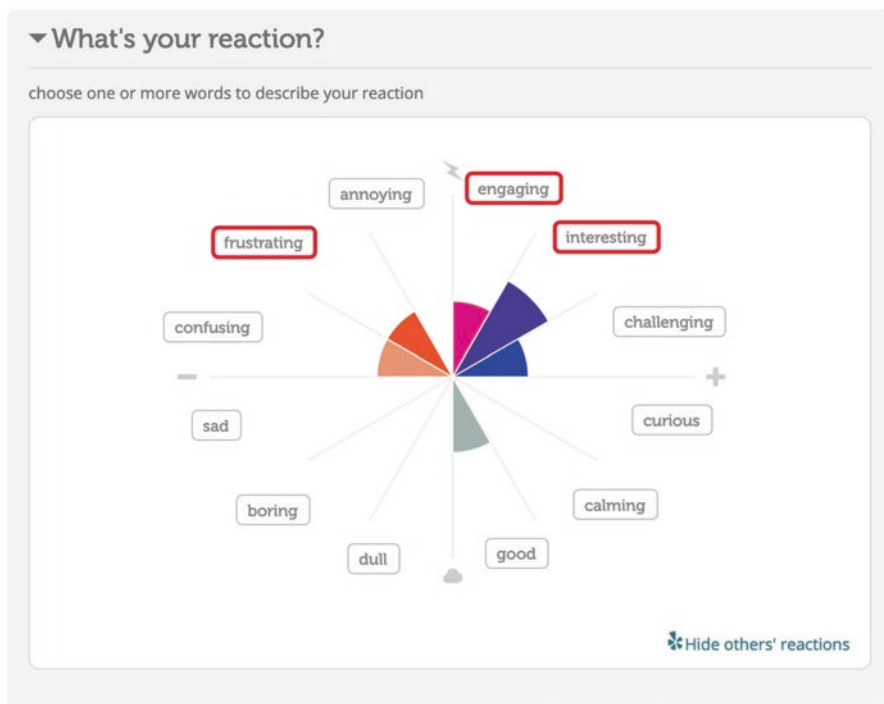 What's your reaction?
choose one or more words to describe your reaction
annoying
engaging
frustrating
interesting
confusing
challenging
sad
curious
boring
calming
dull
good
Hide others' reactions